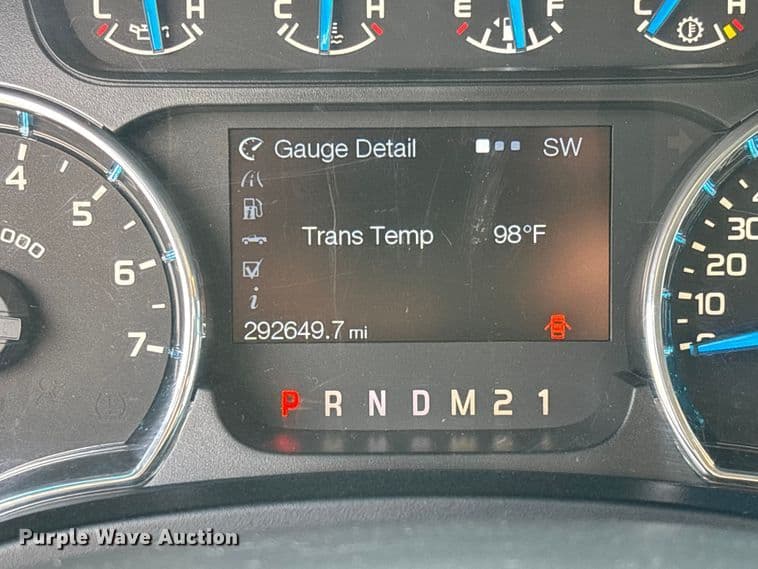 L H C H E F C H
Gauge Detail SW
Trans Temp 98°F
292649.7 mi
P R N D M 2 1
4
5
6
7
000
30
20
10
Purple Wave Auction